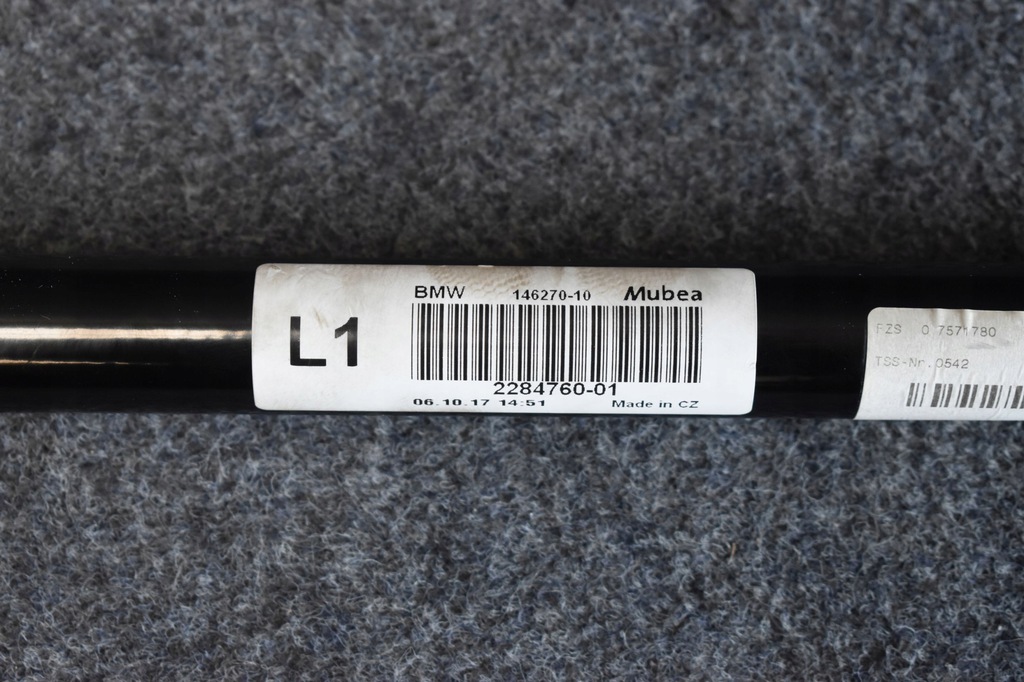 L1
BMW 146270-10 Mubea
2284760-01
06.10.17 14:51 Made in CZ
FZS 0 7571780
TSS-Nr.0542